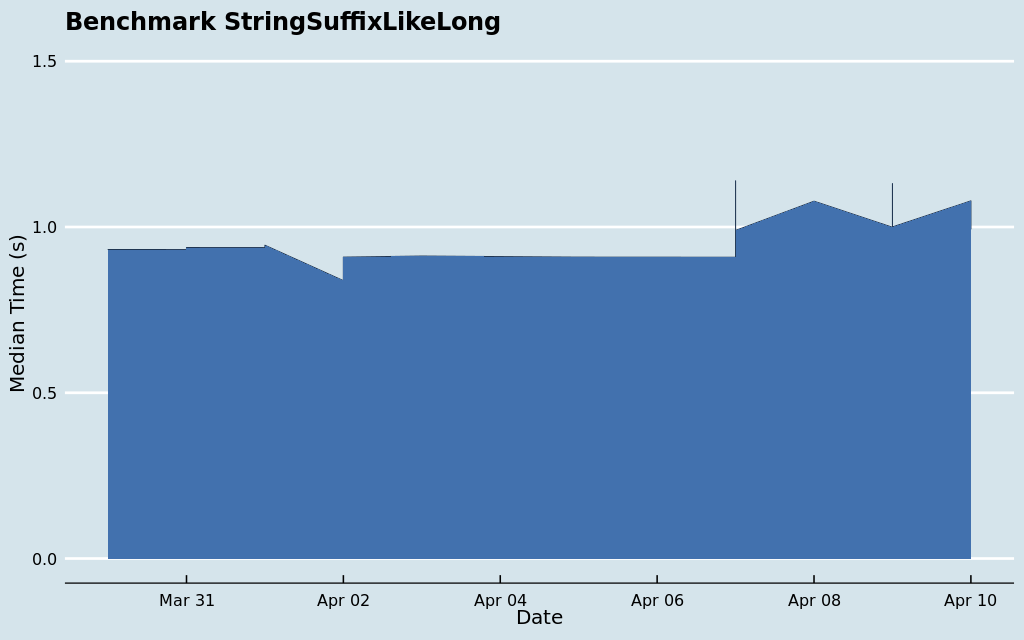 Benchmark StringSuffixLikeLong
1.5
1.0
0.5
0.0
Median Time (s)
Mar 31 Apr 02 Apr 04 Apr 06 Apr 08 Apr 10
Date